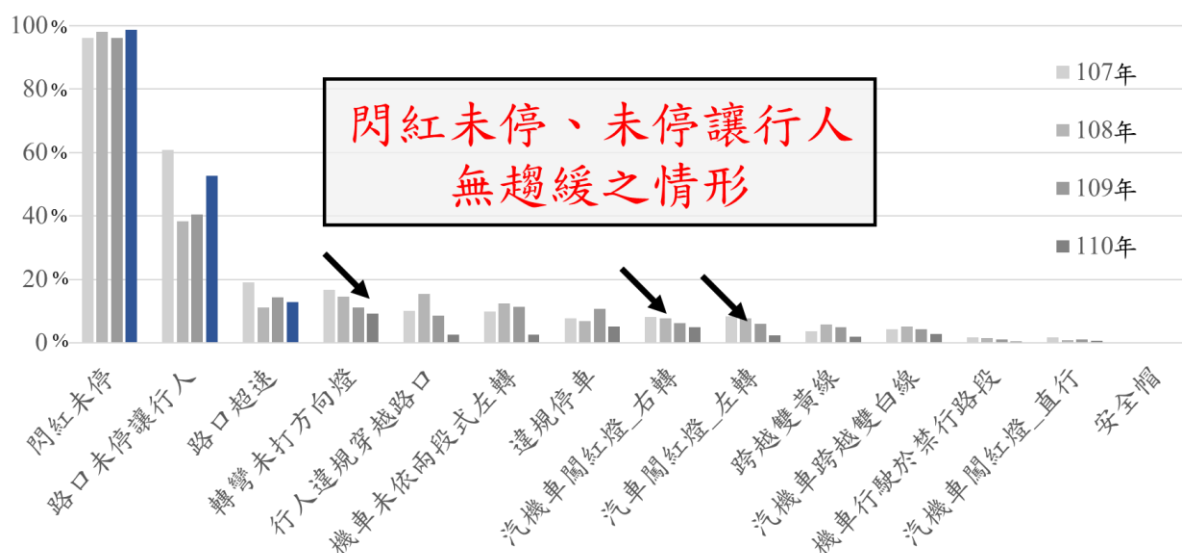 100%
80%
60%
40%
20%
0%
閃紅未停、未停讓行人
無趨緩之情形
107年
108年
109年
110年
閃紅未停
路口未停讓行人
路口超速
轉彎未打方向燈
行人違規穿越路口
機車未依兩段式左轉
違規停車
汽機車闖紅燈_右轉
汽車闖紅燈_左轉
跨越雙黃線
汽機車跨越雙白線
機車行駛於禁行路段
汽機車闖紅燈_直行
安全帽